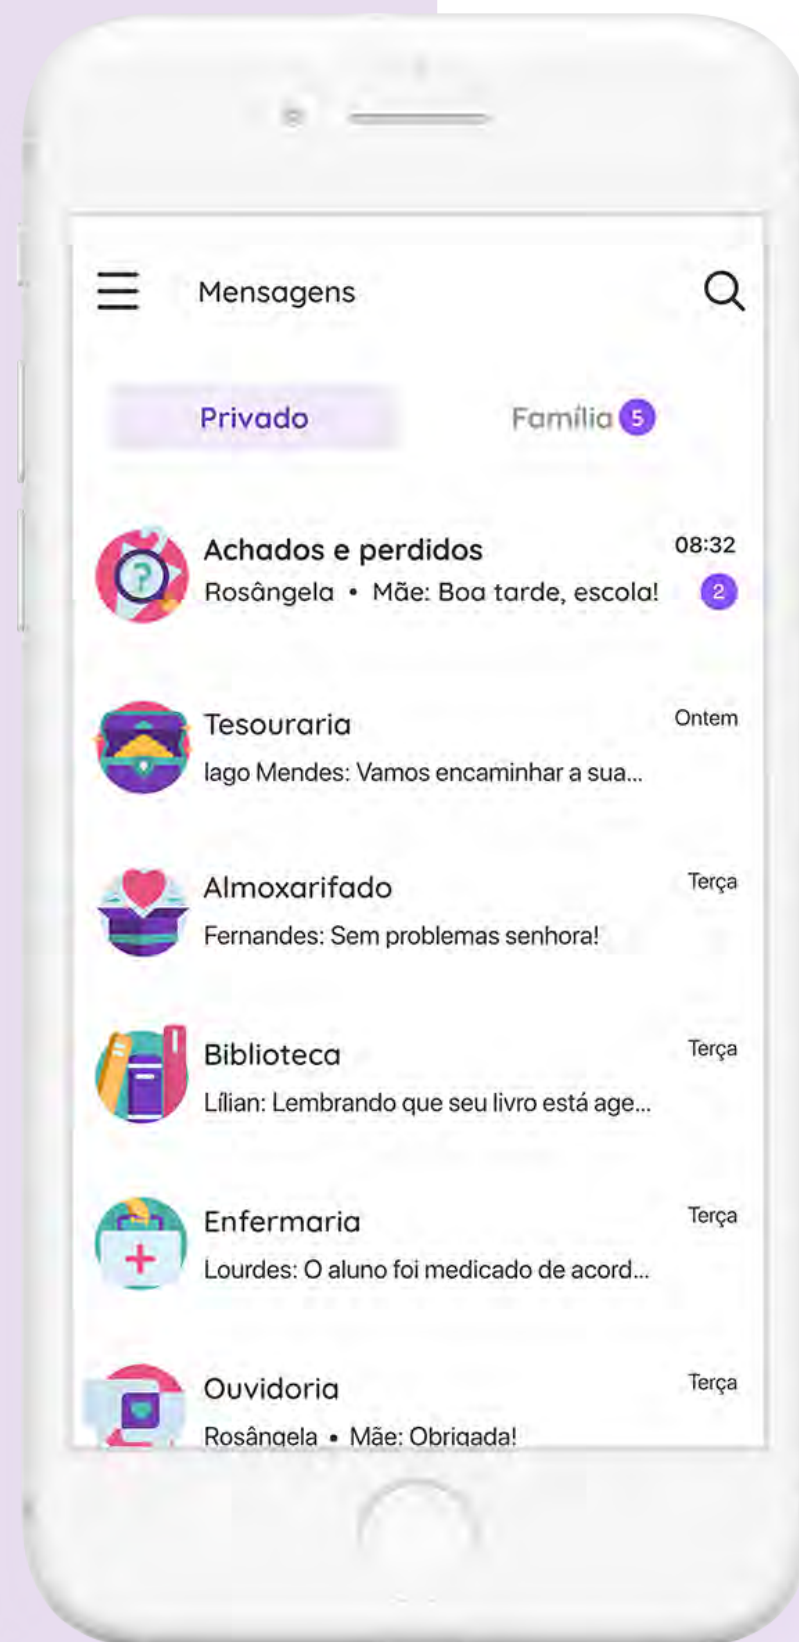 Mensagens
Privado
Família 5
?
Achados e perdidos 08:32
Rosângela • Mãe: Boa tarde, escola! 2
Tesouraria Ontem
Iago Mendes: Vamos encaminhar a sua...
Almoxarifado Terça
Fernandes: Sem problemas senhora!
Biblioteca Terça
Lílian: Lembrando que seu livro está age...
Enfermaria Terça
Lourdes: O aluno foi medicado de acord...
Ouvidoria Terça
Rosângela • Mãe: Obrigada!